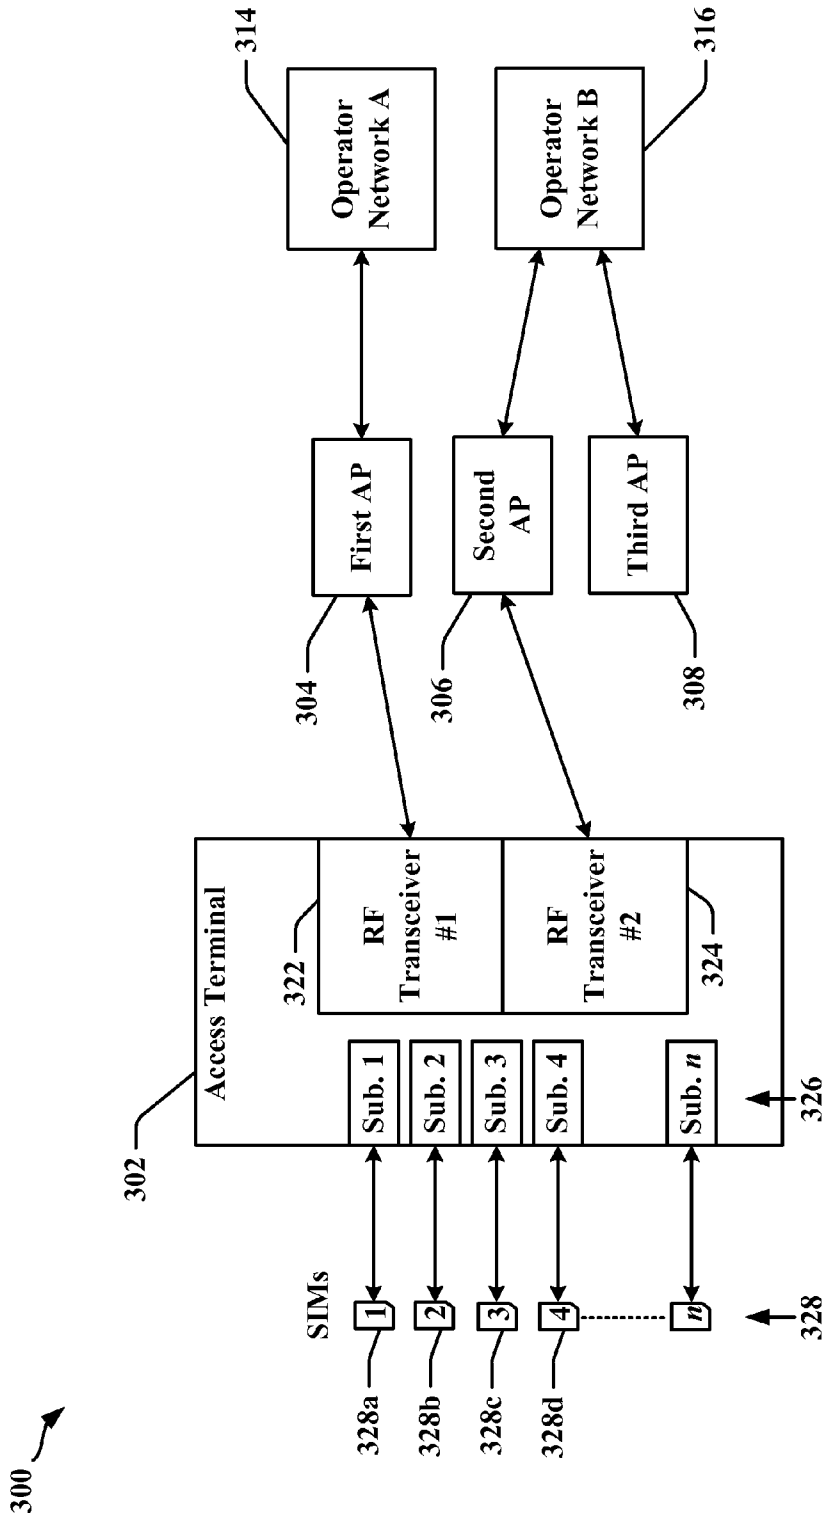 300
302
Access Terminal
SIMs
328a
1
Sub. 1
328b
2
Sub. 2
328c
3
Sub. 3
328d
4
Sub. 4
n
Sub. n
328
326
322
RF
Transceiver
#1
RF
Transceiver
#2
324
304
First AP
306
Second
AP
Third AP
308
314
Operator
Network A
Operator
Network B
316